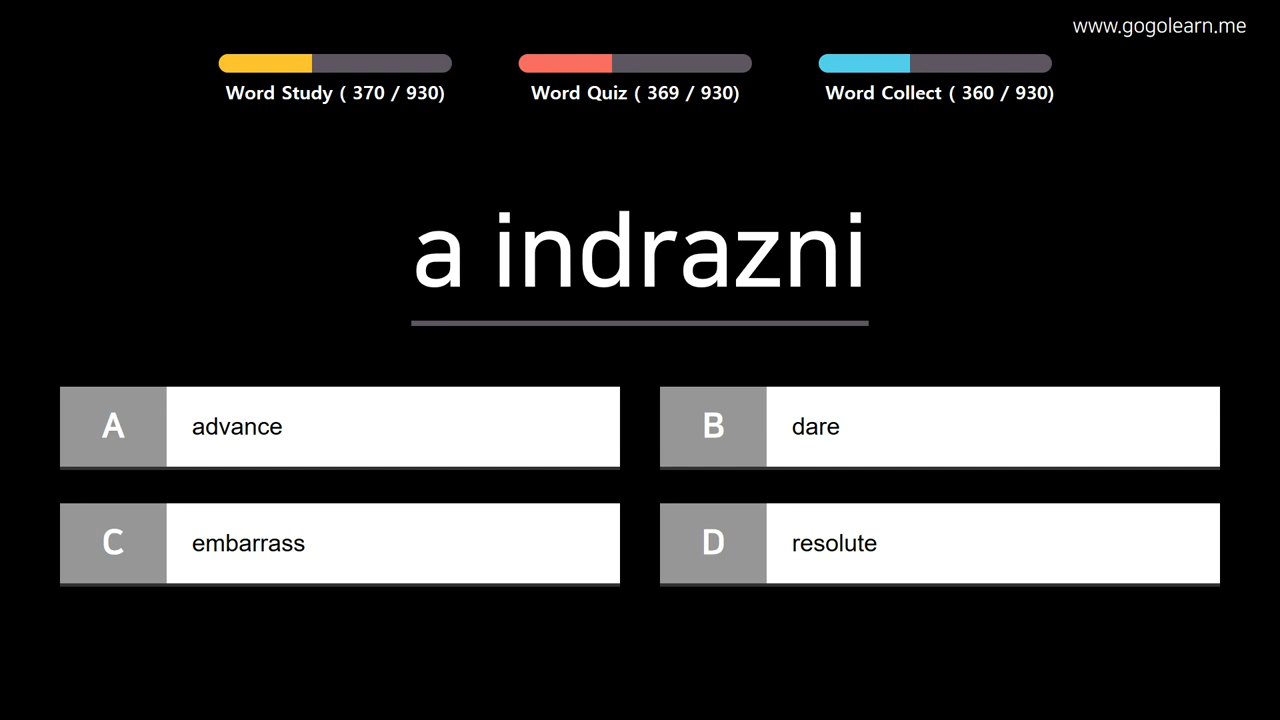 www.gogolearn.me
Word Study ( 370 / 930)
Word Quiz ( 369 / 930)
Word Collect ( 360 / 930)
a indrazni
A advance
B dare
C embarrass
D resolute